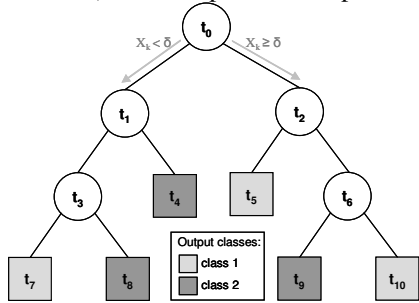 t0
Xk < δ
Xk ≥ δ
t1
t2
t3
t4
t5
t6
Output classes:
class 1
class 2
t7
t8
t9
t10